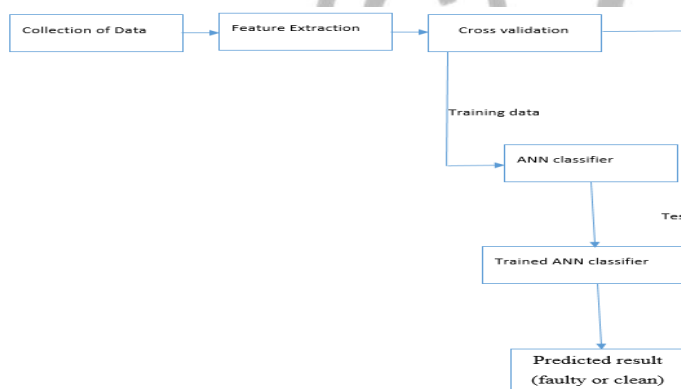 Collection of Data
Feature Extraction
Cross validation
Training data
ANN classifier
Trained ANN classifier
Predicted result
(faulty or clean)